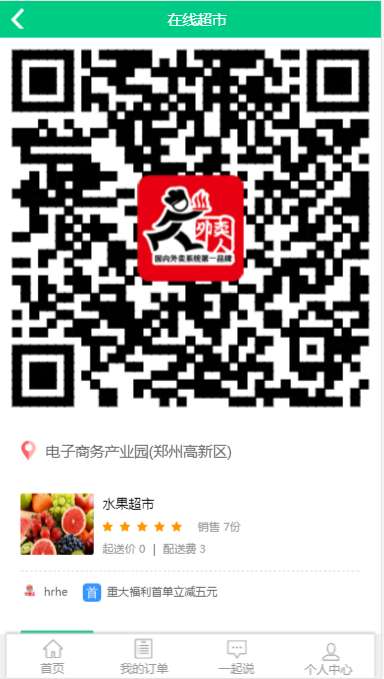 在线超市
外卖人
国内外卖系统第一品牌
电子商务产业园(郑州高新区)
水果超市
销售 7份
起送价 0 | 配送费 3
hrhe 首 重大福利首单立减五元
首页 我的订单 一起说 个人中心